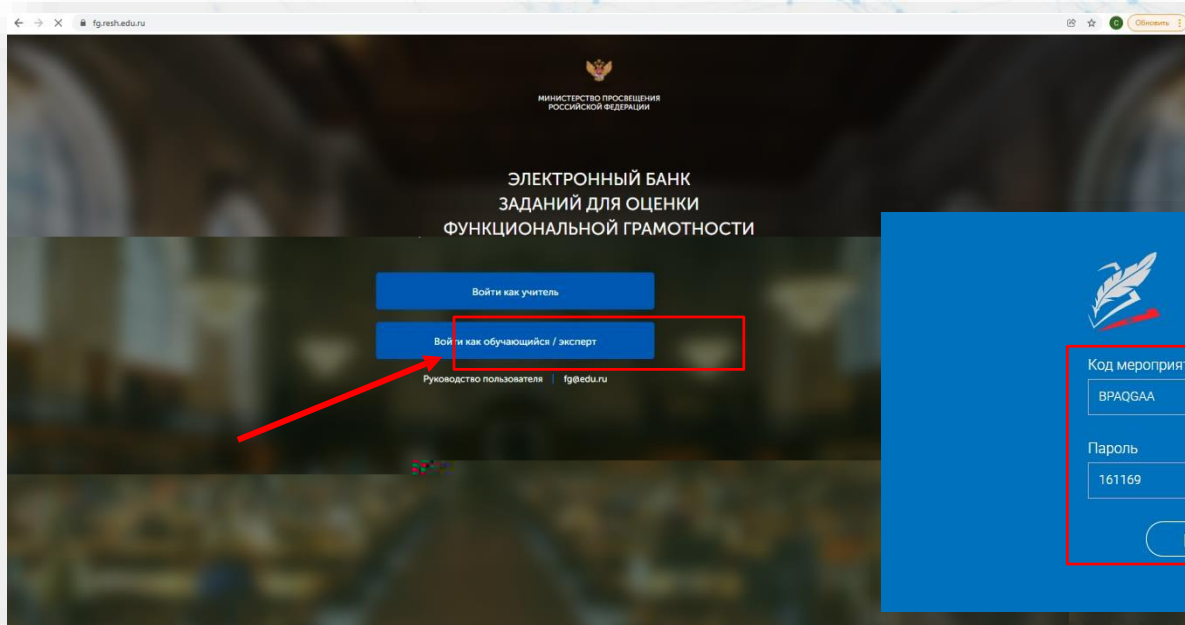 fg.resh.edu.ru
C
Обновить
МИНИСТЕРСТВО ПРОСВЕЩЕНИЯ
РОССИЙСКОЙ ФЕДЕРАЦИИ
ЭЛЕКТРОННЫЙ БАНК
ЗАДАНИЙ ДЛЯ ОЦЕНКИ
ФУНКЦИОНАЛЬНОЙ ГРАМОТНОСТИ
Войти как учитель
Войти как обучающийся / эксперт
Руководство пользователя | fg@edu.ru
Код мероприят
BPAQGAA
Пароль
161169